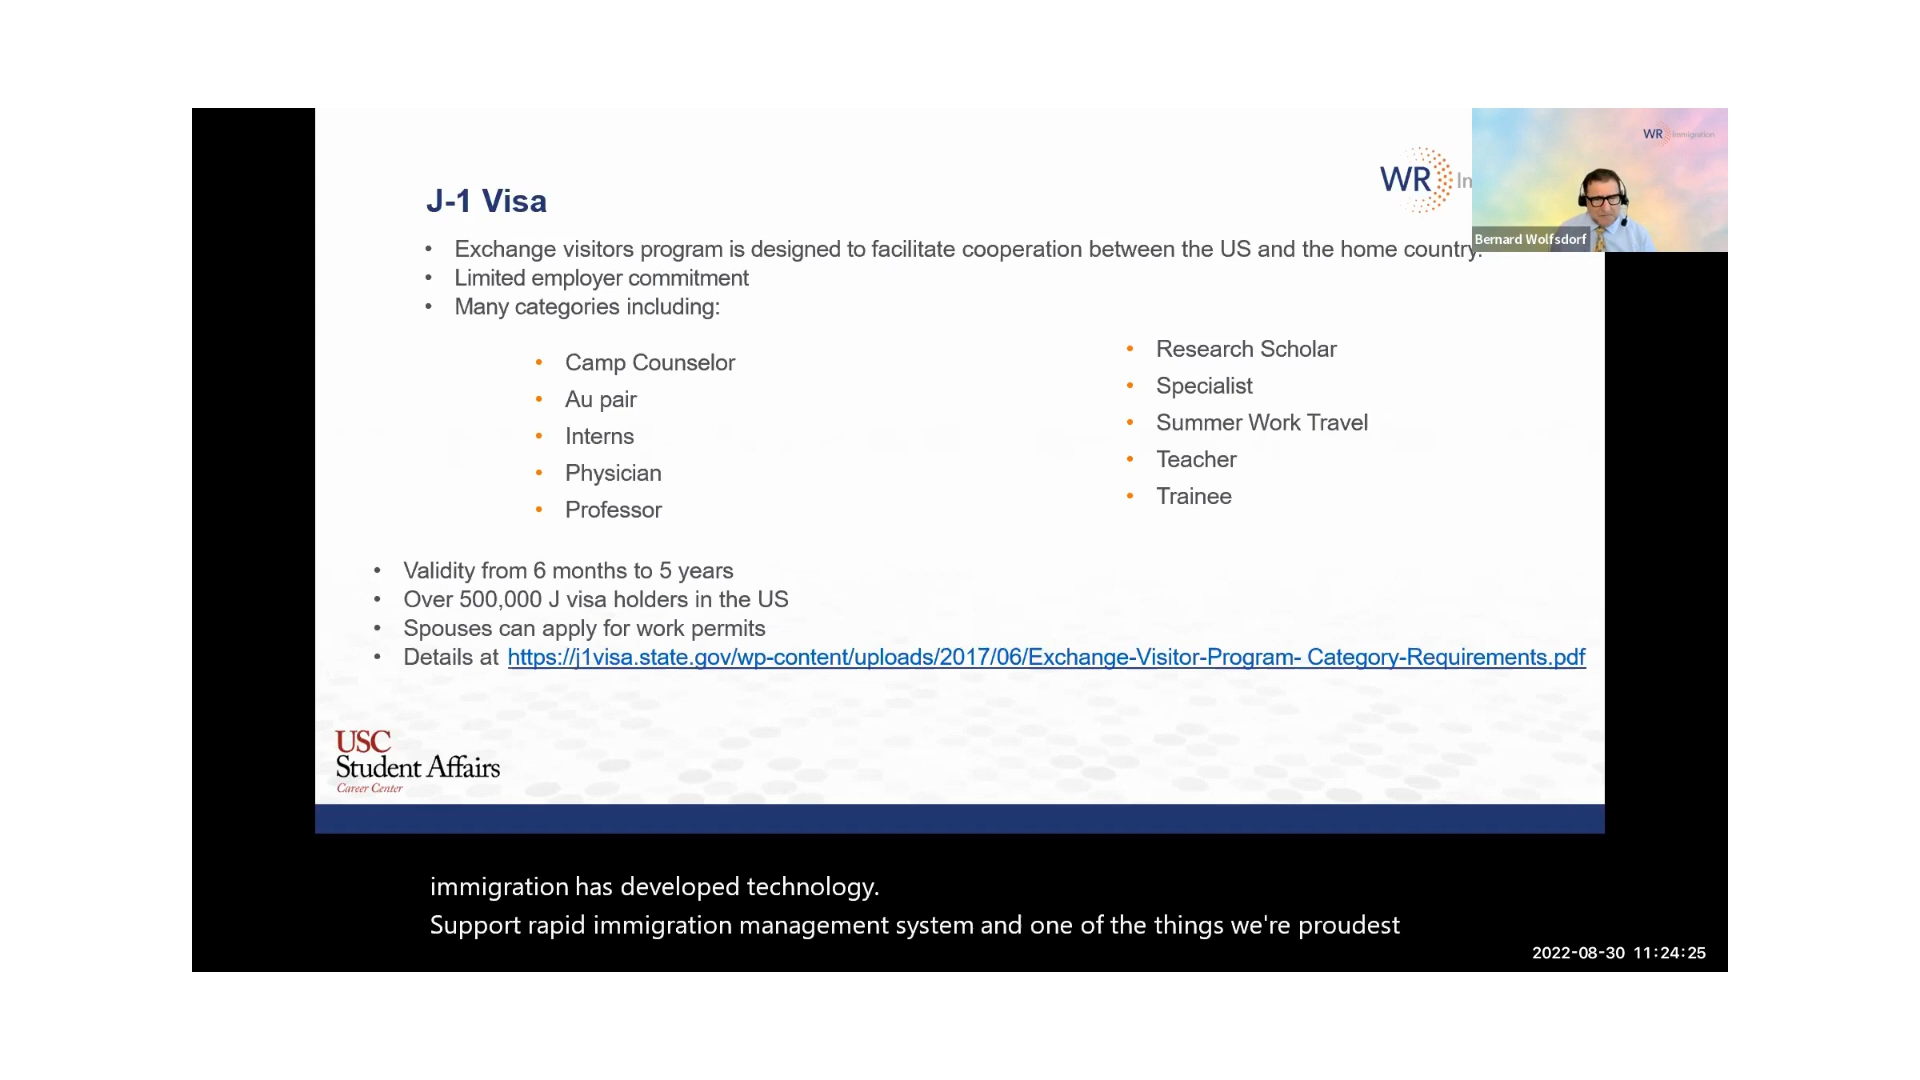 WR Immigration
J-1 Visa
WR
Bernard Wolfsdorf
• Exchange visitors program is designed to facilitate cooperation between the US and the home country.
• Limited employer commitment
• Many categories including:
• Camp Counselor
• Au pair
• Interns
• Physician
• Professor
• Research Scholar
• Specialist
• Summer Work Travel
• Teacher
• Trainee
• Validity from 6 months to 5 years
• Over 500,000 J visa holders in the US
• Spouses can apply for work permits
• Details at https://j1visa.state.gov/wp-content/uploads/2017/06/Exchange-Visitor-Program- Category-Requirements.pdf
USC
Student Affairs
Career Center
immigration has developed technology.
Support rapid immigration management system and one of the things we're proudest
2022-08-30 11:24:25